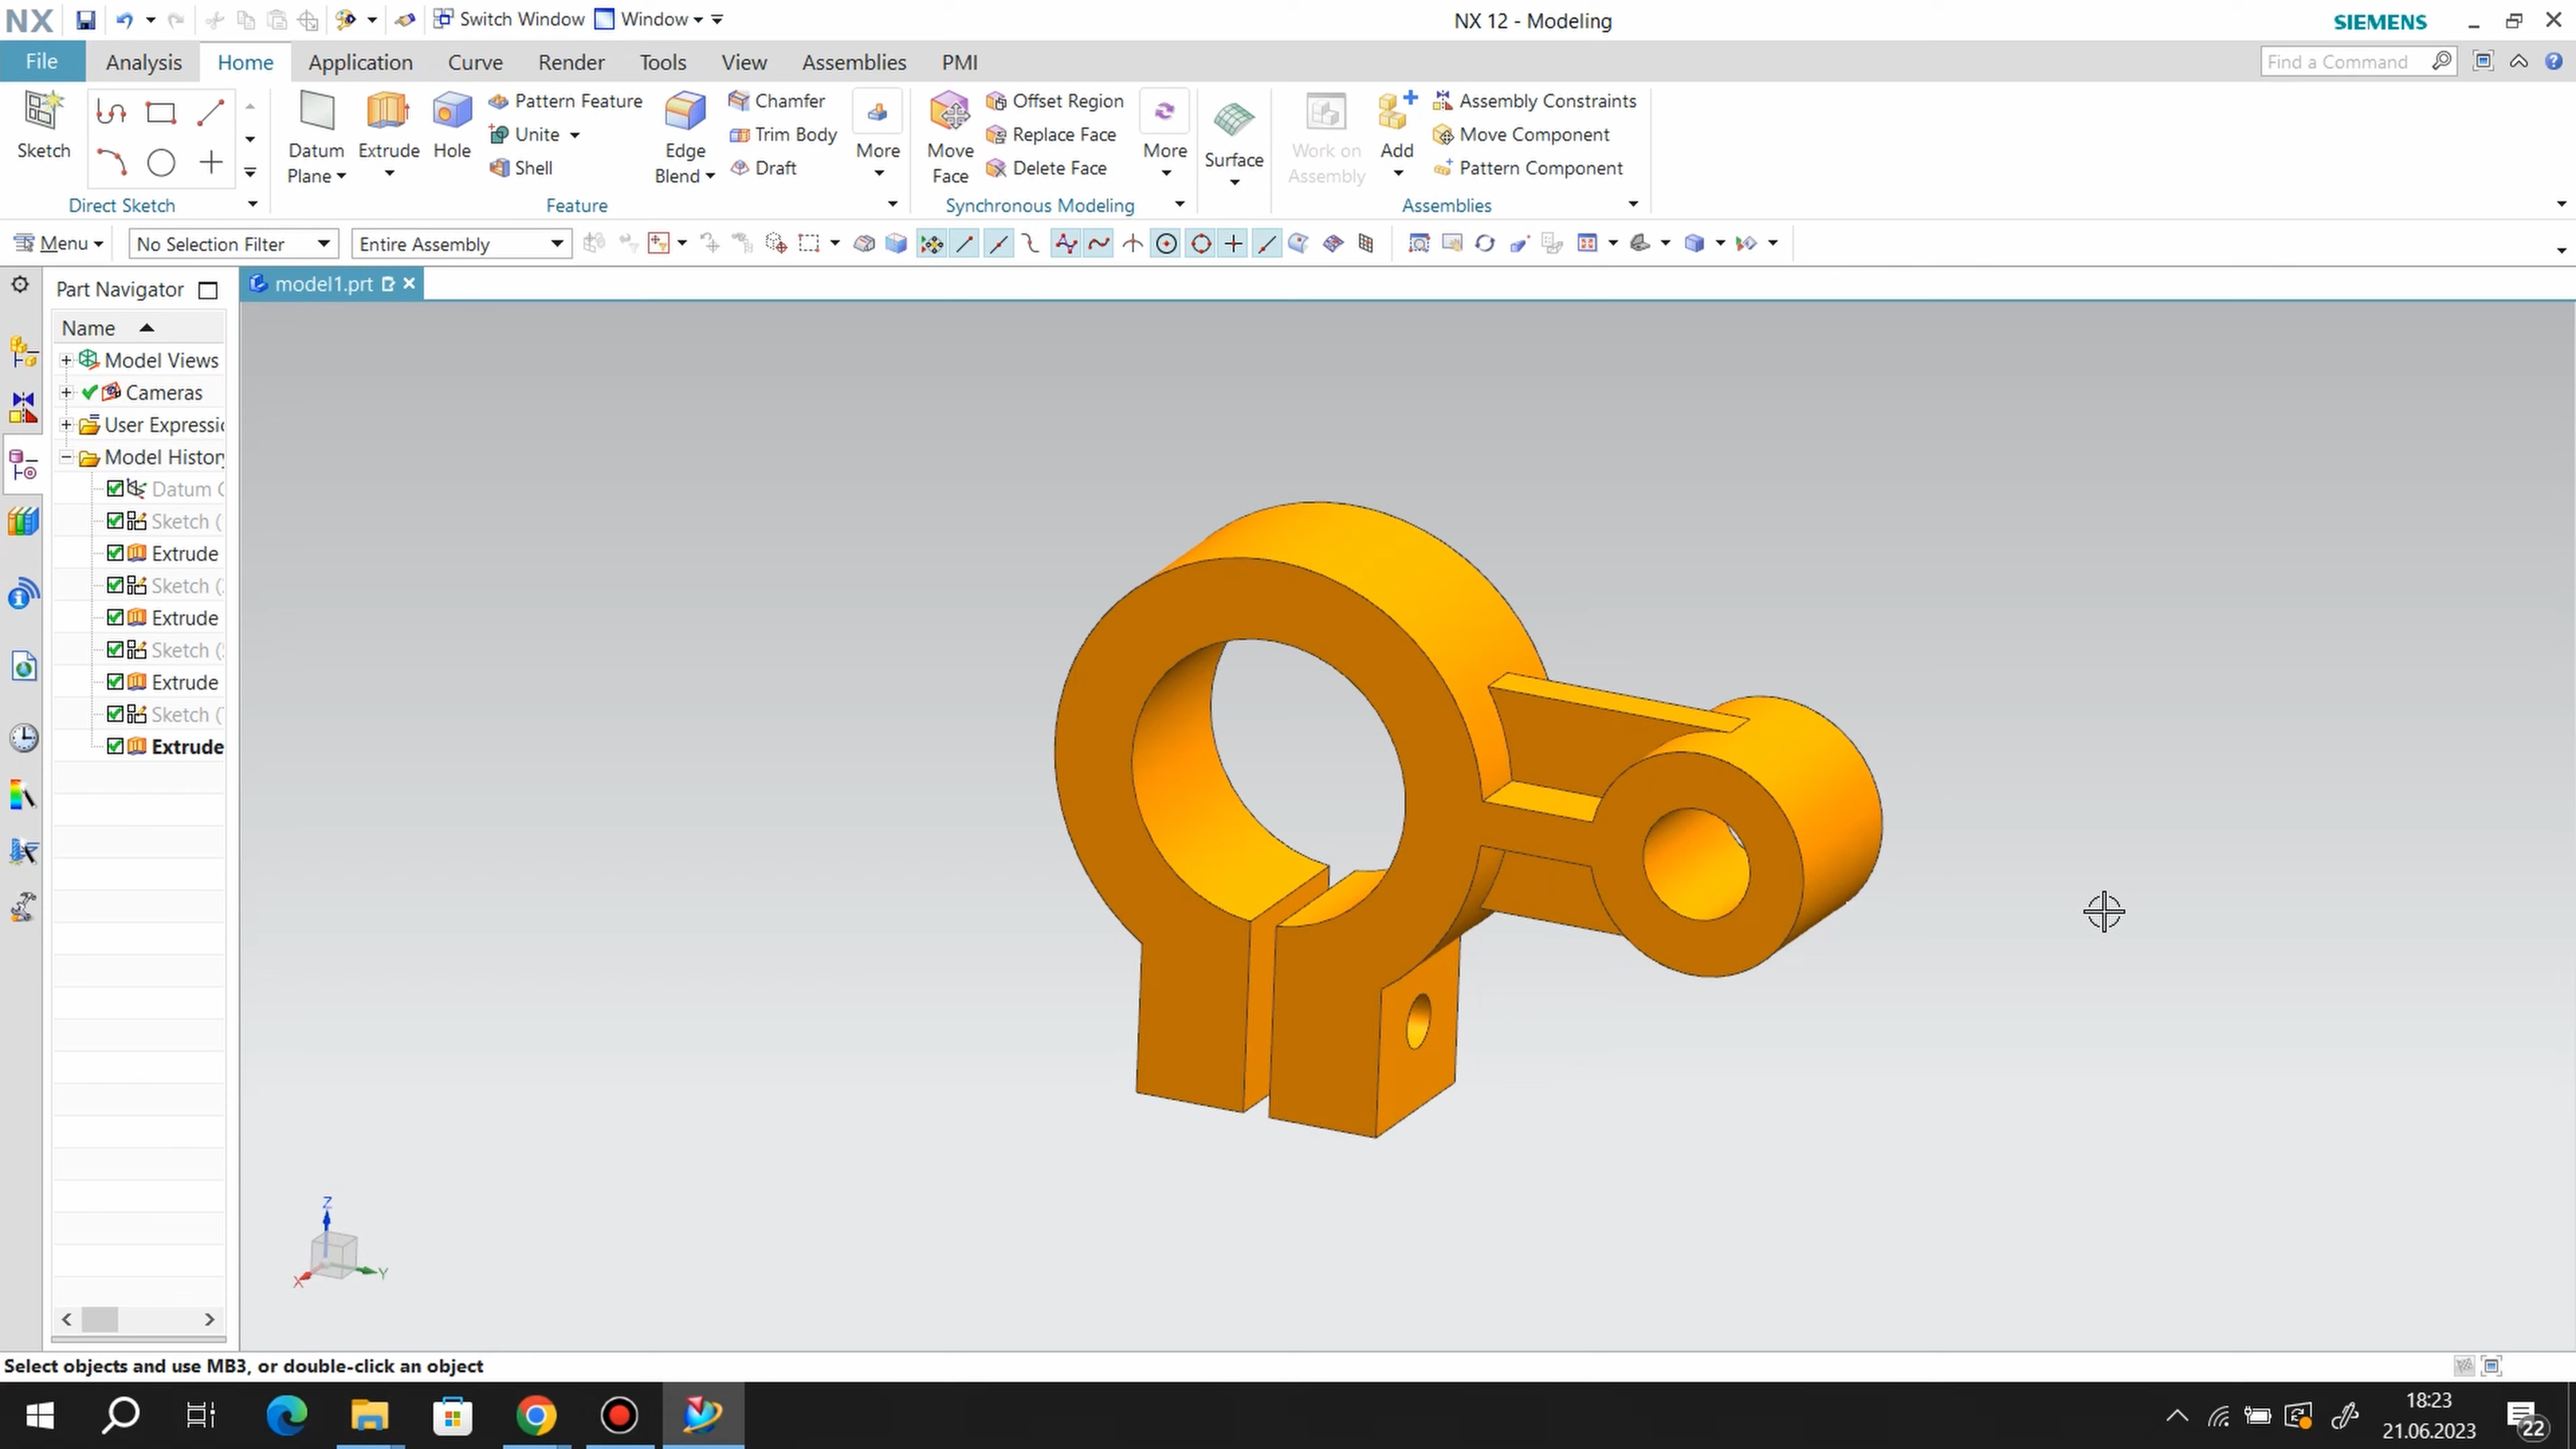 NX Switch Window Window NX 12 - Modeling SIEMENS
File Analysis Home Application Curve Render Tools View Assemblies PMI Find a Command
Sketch
Direct Sketch
Datum Plane
Extrude
Hole
Pattern Feature
Unite
Shell
Edge Blend
Chamfer
Trim Body
Draft
More
Feature
Move Face
Offset Region
Replace Face
Delete Face
More
Synchronous Modeling
Surface
Work on Assembly
Add
Assembly Constraints
Move Component
Pattern Component
Assemblies
Menu No Selection Filter Entire Assembly
Part Navigator
model1.prt
Name
Model Views
Cameras
User Expressi
Model Histor
Datum C
Sketch (
Extrude
Sketch (
Extrude
Sketch (
Extrude
Sketch (
Extrude
Z
X
Y
Select objects and use MB3, or double-click an object
18:23
21.06.2023
22